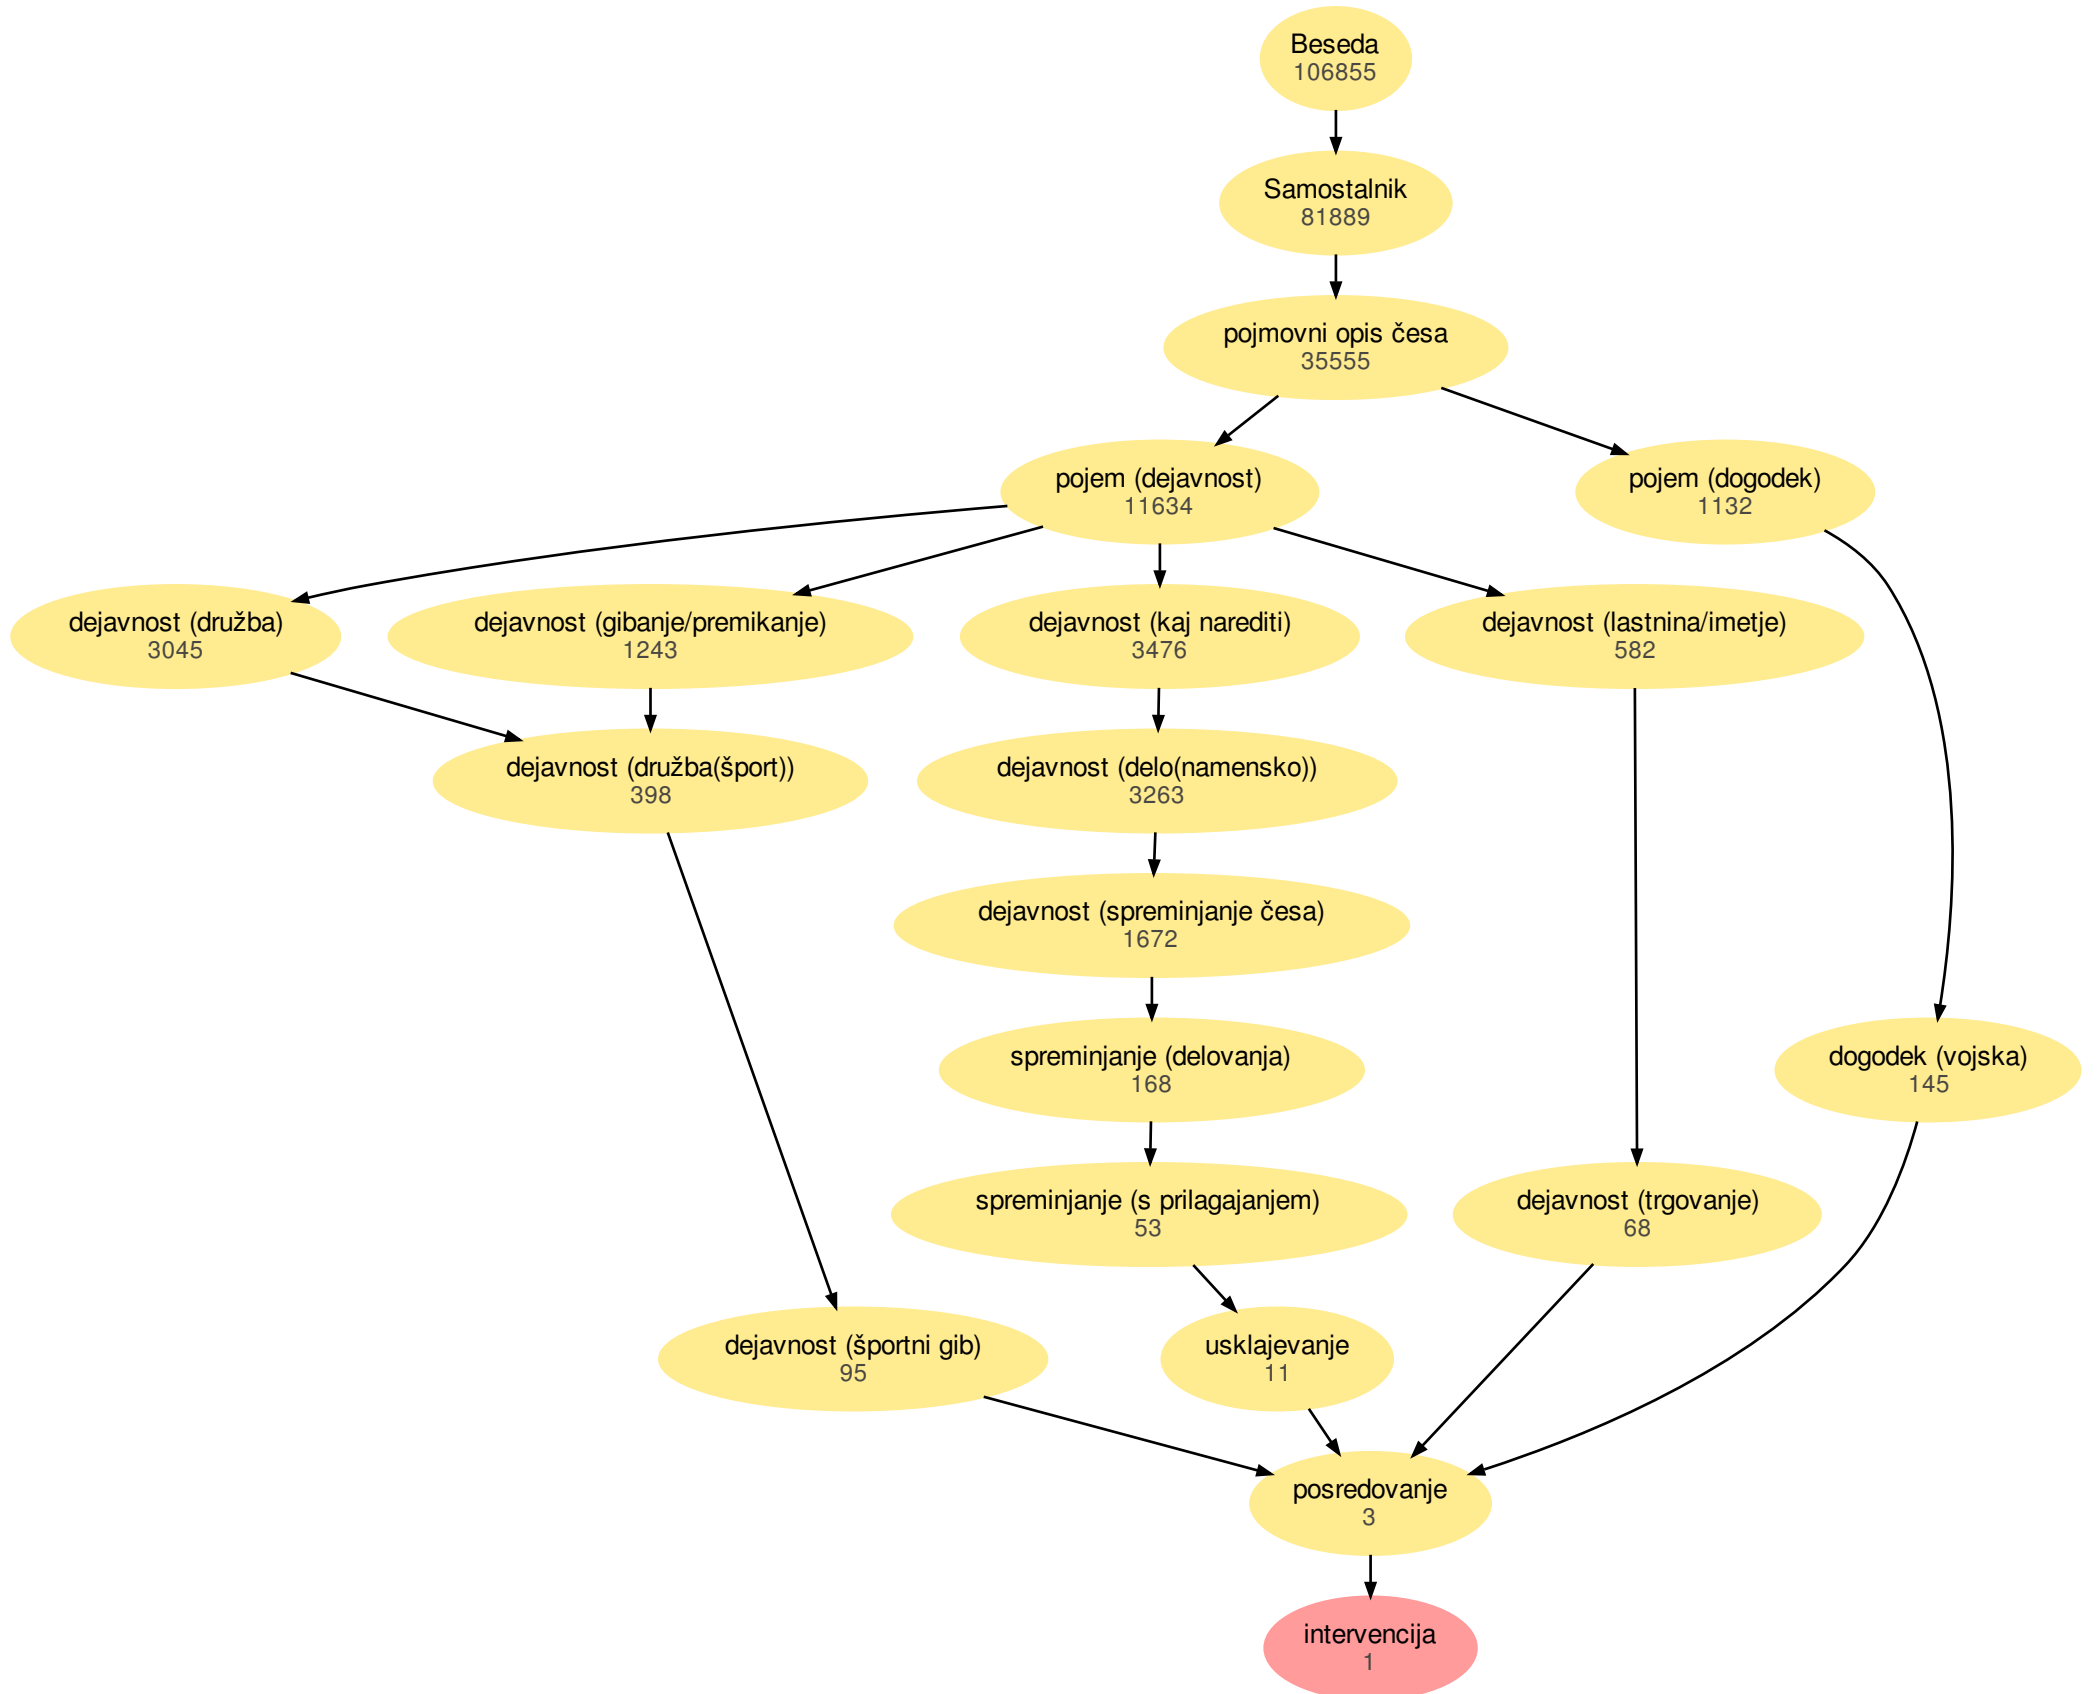 Beseda
106855
Samostalnik
81889
pojmovni opis česa
35555
pojem (dejavnost)
11634
pojem (dogodek)
1132
dejavnost (družba)
3045
dejavnost (gibanje/premikanje)
1243
dejavnost (kaj narediti)
3476
dejavnost (lastnina/imetje)
582
dejavnost (družba(šport))
398
dejavnost (delo(namensko))
3263
dejavnost (spreminjanje česa)
1672
spreminjanje (delovanja)
168
dogodek (vojska)
145
spreminjanje (s prilagajanjem)
53
dejavnost (trgovanje)
68
dejavnost (športni gib)
95
usklajevanje
11
posredovanje
3
intervencija
1